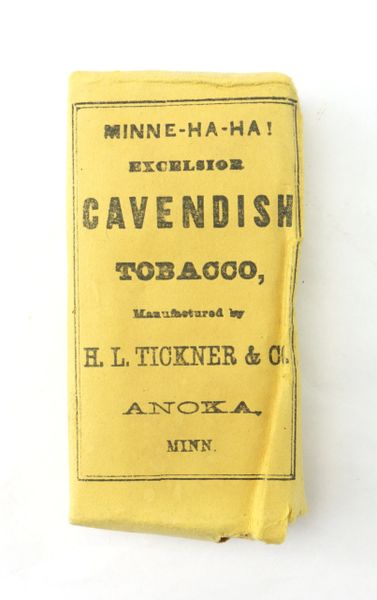 MINNE-HA-HA!
EXCELSIOR
CAVENDISH
TOBACCO,
Manufactured by
H. L. TICKNER & CO.
ANOKA,
MINN.